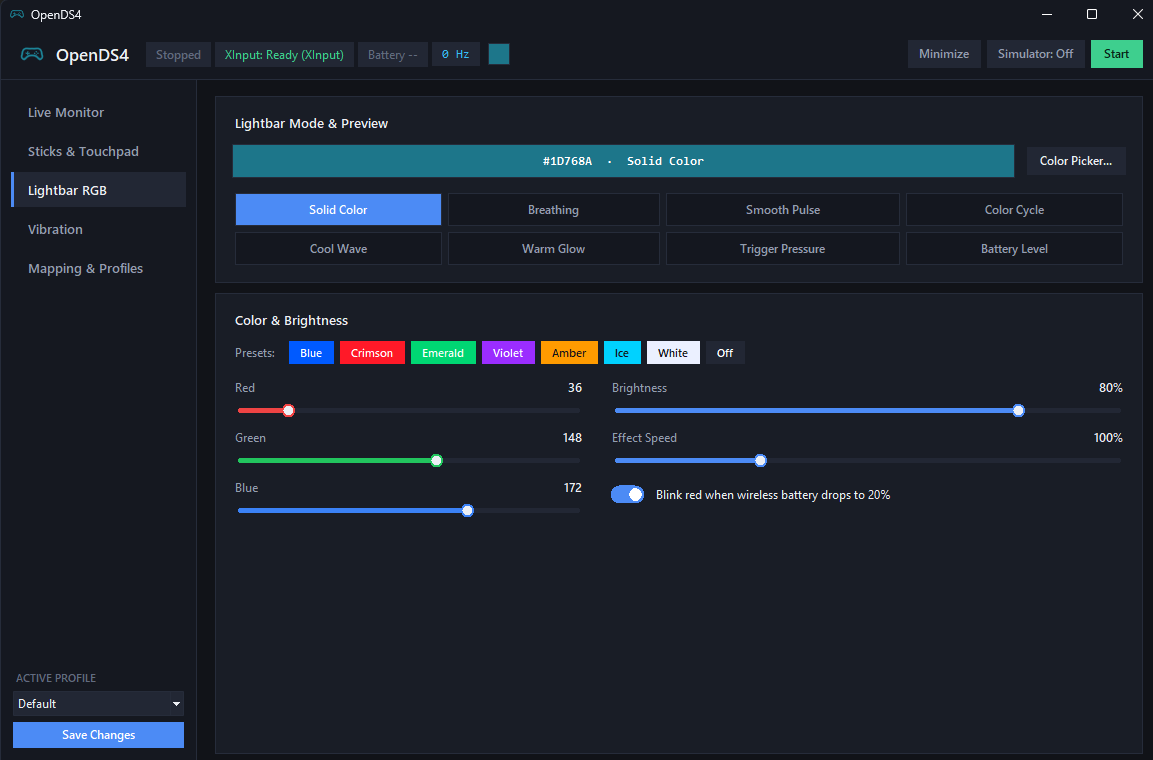 OpenDS4
OpenDS4 Stopped XInput: Ready (XInput) Battery -- 0 Hz Minimize Simulator: Off Start
Live Monitor
Sticks & Touchpad
Lightbar RGB
Vibration
Mapping & Profiles
Lightbar Mode & Preview
#1D768A · Solid Color Color Picker...
Solid Color Breathing Smooth Pulse Color Cycle
Cool Wave Warm Glow Trigger Pressure Battery Level
Color & Brightness
Presets: Blue Crimson Emerald Violet Amber Ice White Off
Red 36 Brightness 80%
Green 148 Effect Speed 100%
Blue 172 Blink red when wireless battery drops to 20%
ACTIVE PROFILE
Default
Save Changes